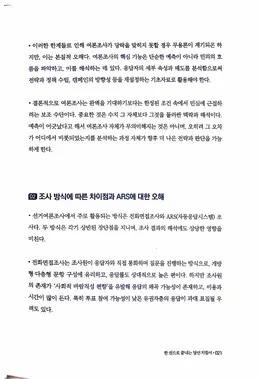 • 이러한 한계들로 인해 여론조사가 당락을 맞히지 못할 경우 무용론이 제기되곤 하
지만, 이는 본질적 오해다. 여론조사의 핵심 기능은 단순한 예측이 아니라 민의의 흐
름을 파악하고, 이를 해석하는 데 있다. 응답자의 세부 속성과 태도를 분석함으로써
전략과 정책 수립, 캠페인의 방향성 등을 재설정하는 기초자료로 활용해야 한다.
• 결론적으로 여론조사는 완벽을 기대하기보다는 한정된 조건 속에서 민심에 근접하
려는 보조 수단이다. 중요한 것은 수치 그 자체보다 그것을 둘러싼 맥락과 해석이다.
예측이 어긋났다고 해서 여론조사 자체가 무의미해지는 것은 아니며, 오히려 그 오차
가 어디에서 비롯되었는지를 분석하는 과정 자체가 향후 더 나은 전략과 판단을 가능
하게 한다.
02 조사 방식에 따른 차이점과 ARS에 대한 오해
• 선거여론조사에서 주로 활용되는 방식은 전화면접조사와 ARS(자동응답시스템) 조
사다. 두 방식은 각기 상반된 장단점을 지니며, 조사 결과의 해석에도 상당한 영향을
미친다.
• 전화면접조사는 조사원이 응답자와 직접 통화하며 질문을 진행하는 방식으로, 개방
형·다층형 문항 구성에 유리하고, 응답률도 상대적으로 높은 편이다. 하지만 조사원
의 존재가 '사회적 바람직성 편향'을 유발해 응답의 왜곡 가능성이 존재하고, 비용과
시간이 많이 든다. 특히 투표 참여 가능성이 낮은 유권자층의 응답이 과대 표집될 우
려도 있다.
한 권으로 끝내는 당선 지침서 · 021